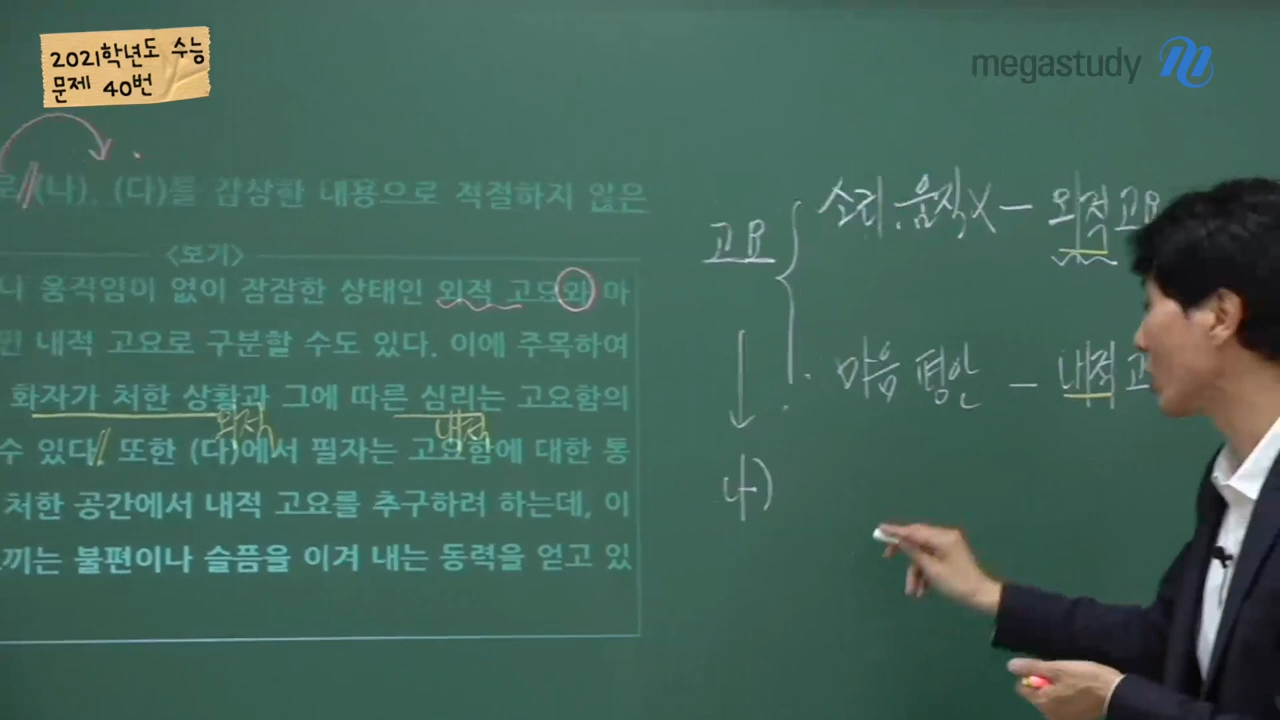 2021학년도 수능
문제 40번
megastudy
로 (나), (다)를 감상한 내용으로 적절하지 않은
<보기>
니 움직임이 없이 잠잠한 상태인 외적 고요와 마
내적 고요로 구분할 수도 있다. 이에 주목하여
화자가 처한 상황과 그에 따른 심리는 고요함의
외적
내적
수 있다. 또한 (다)에서 필자는 고요함에 대한 통
처한 공간에서 내적 고요를 추구하려 하는데, 이
끼는 불편이나 슬픔을 이겨 내는 동력을 얻고 있
고요
소리, 움직X - 외적 고요
마음 평안 - 내적 고
나)